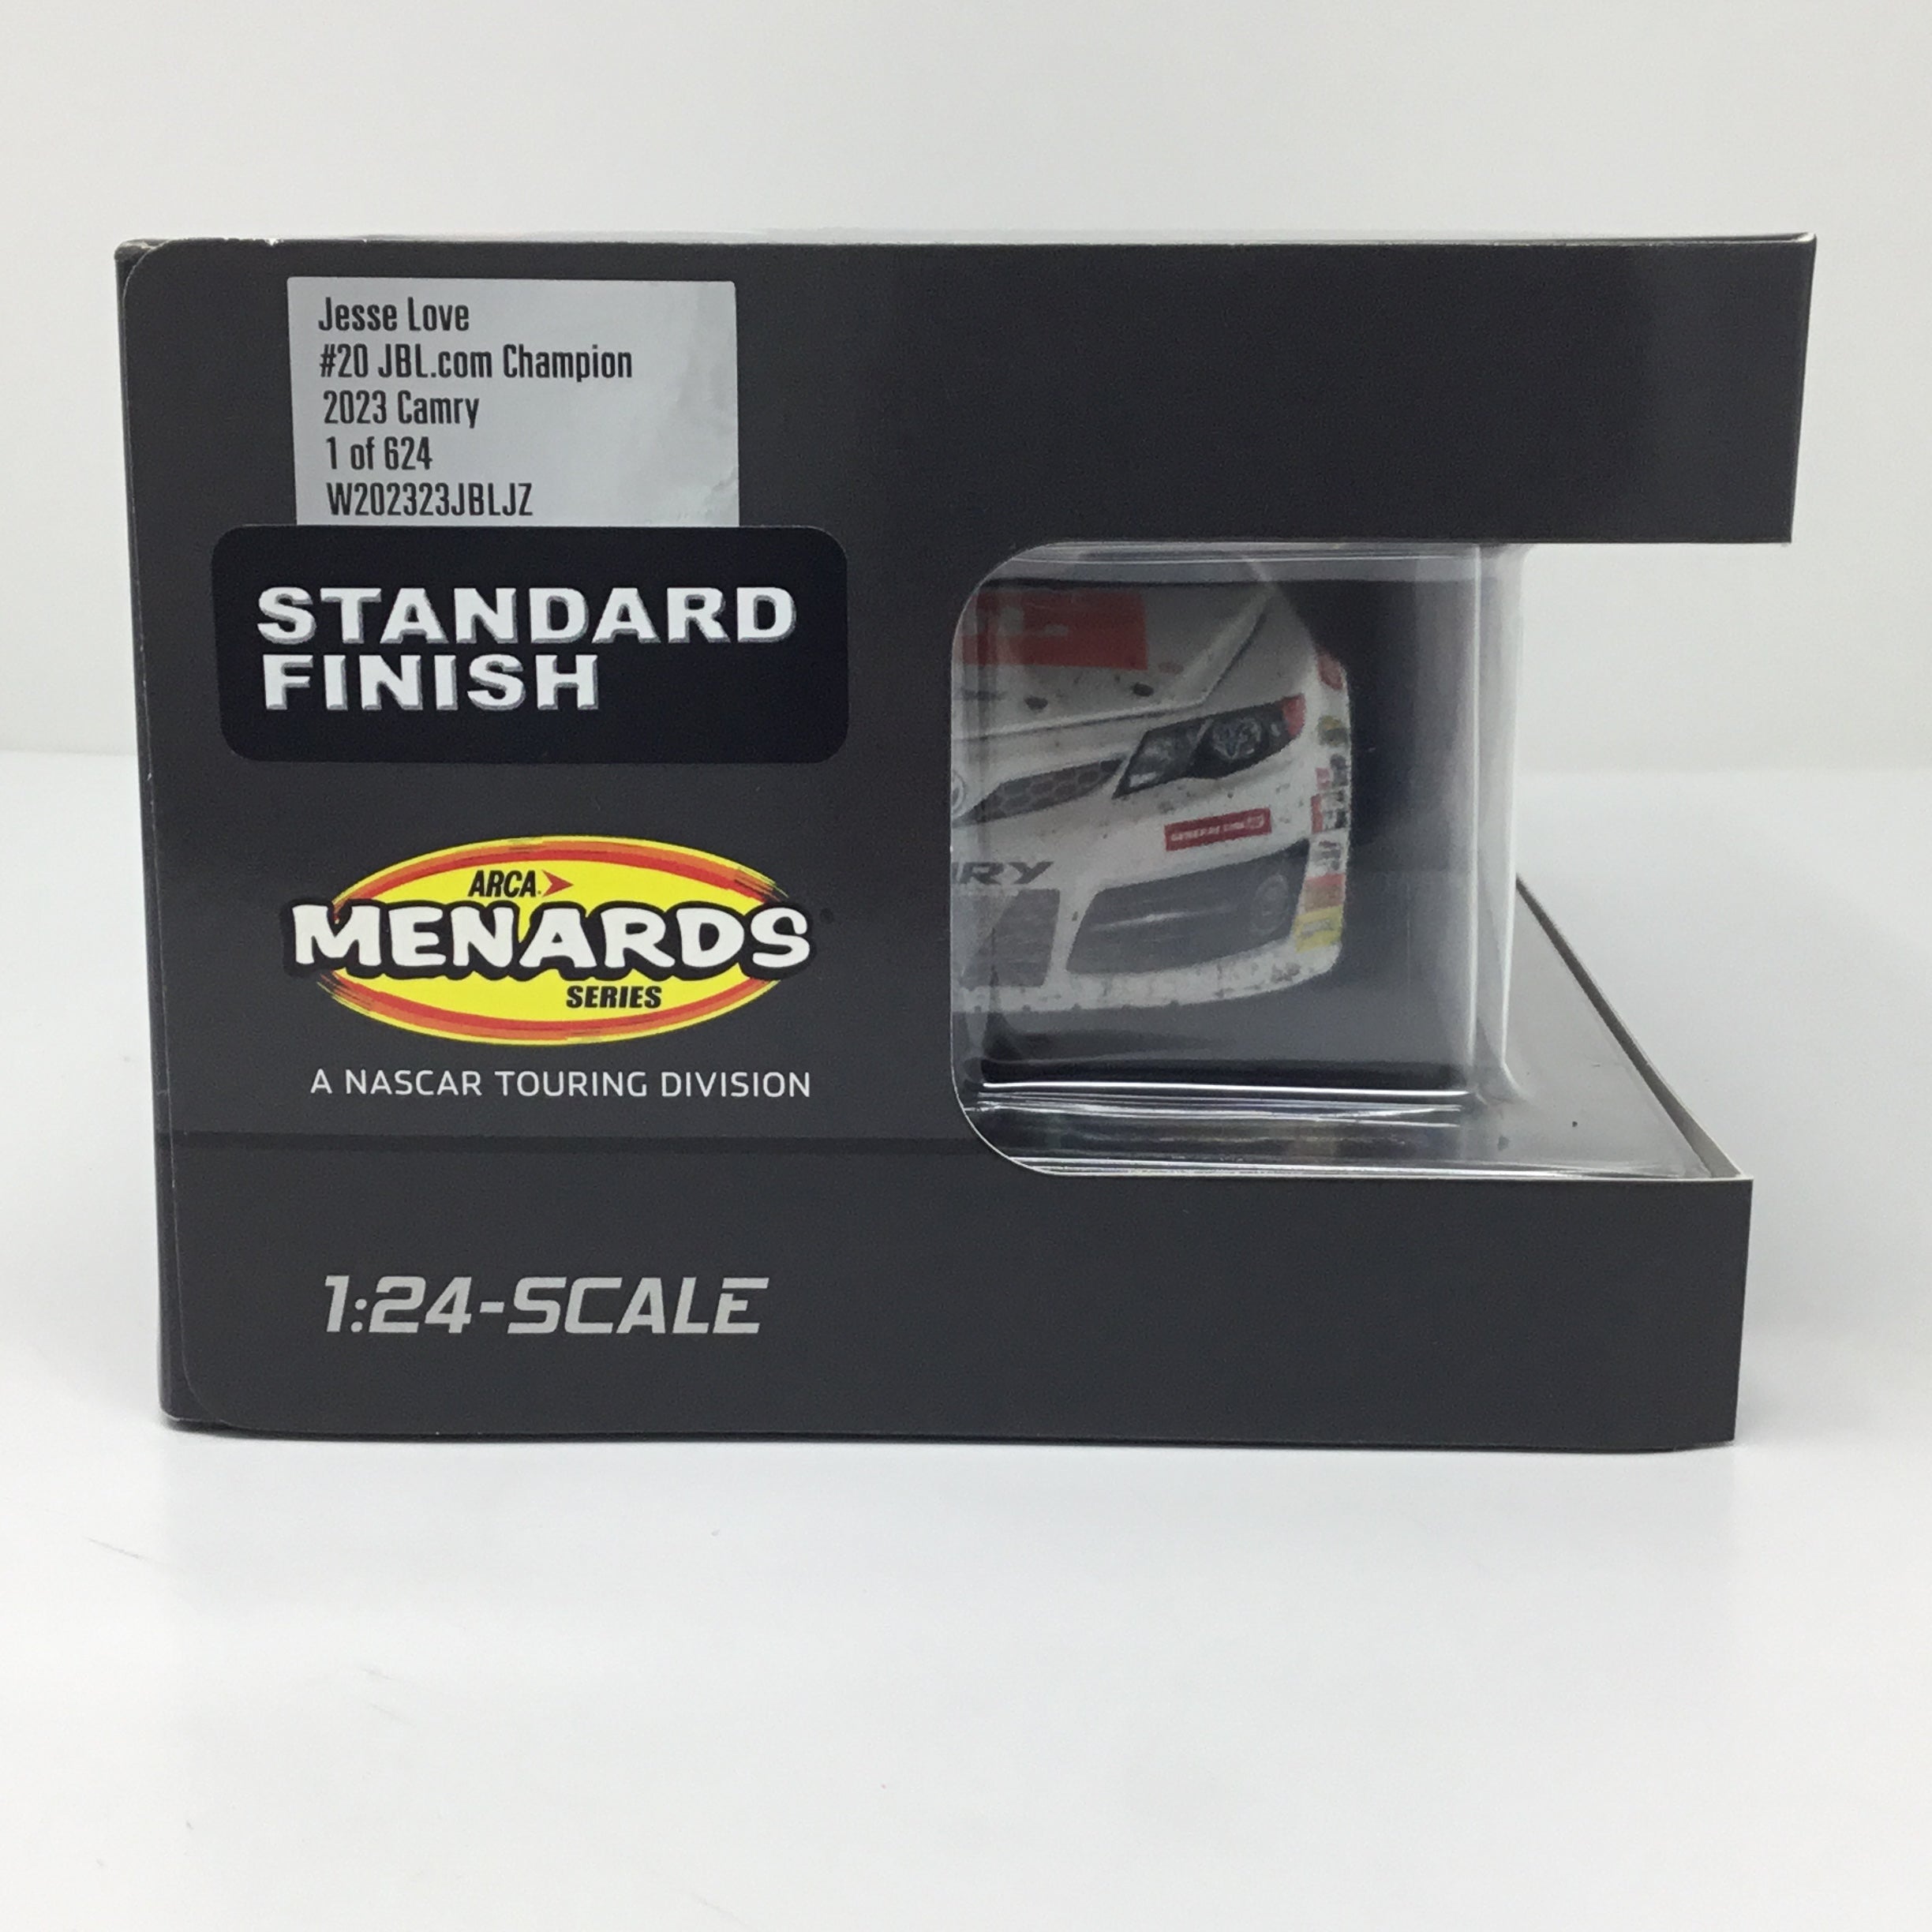 Jesse Love
#20 JBL.com Champion
2023 Camry
1 of 624
W202323JBLJZ
STANDARD
FINISH
ARCA
MENARDS
SERIES
A NASCAR TOURING DIVISION
1:24-SCALE
RY